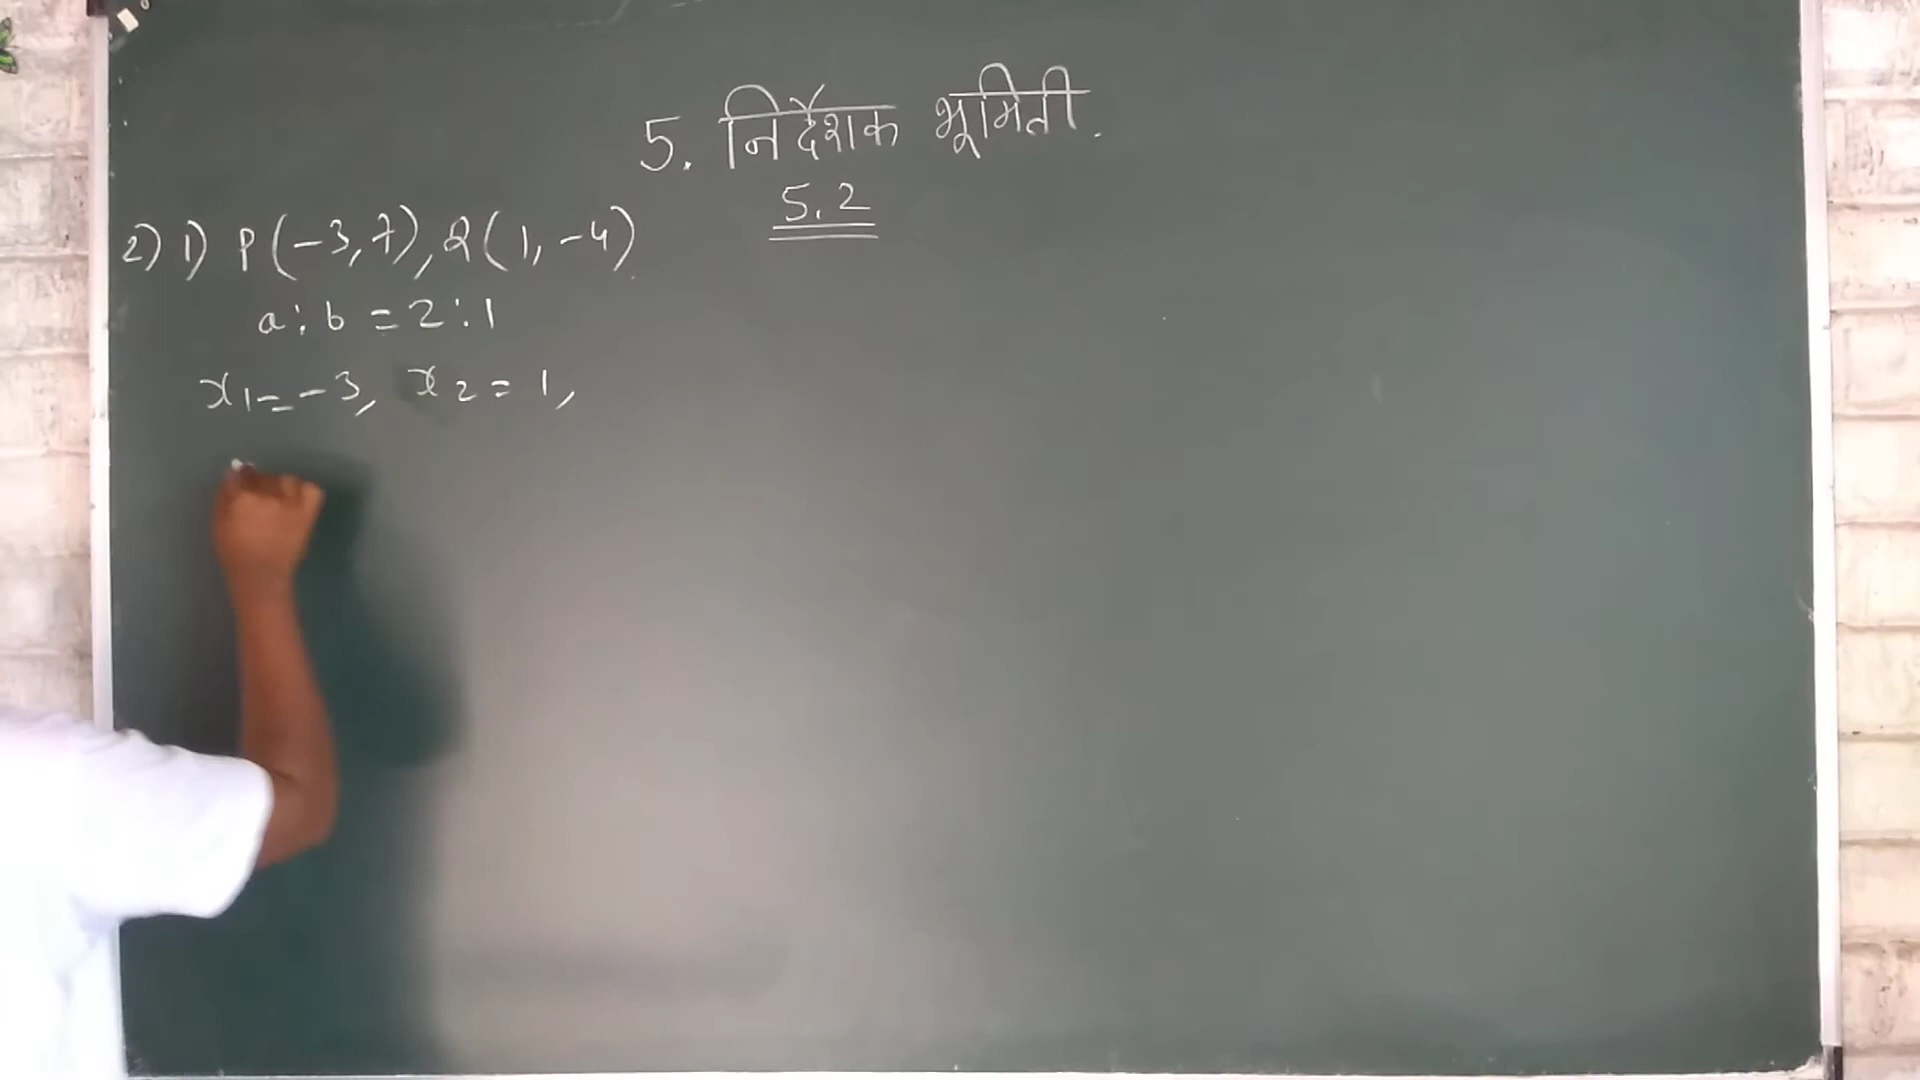 5. निर्देशक भूमिती.
5.2
2) 1) P(-3,7), Q(1,-4)
a:b = 2:1
x₁=-3, x₂=1,